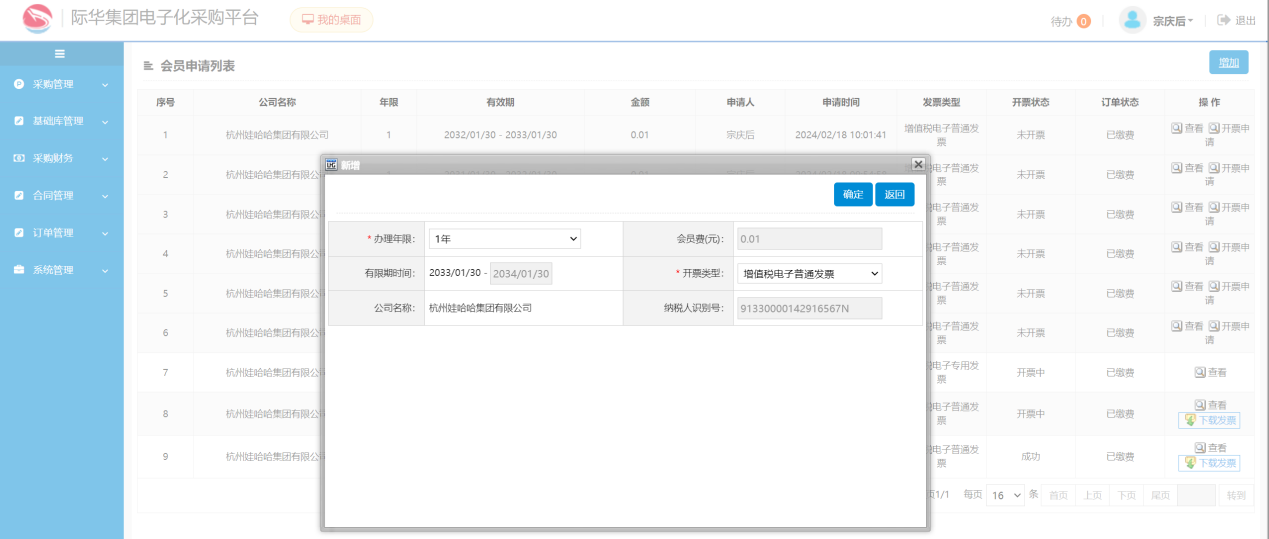 际华集团电子化采购平台
我的桌面
待办 0
宗庆后
退出
采购管理
基础库管理
采购财务
合同管理
订单管理
系统管理
会员申请列表
增加
序号 公司名称 年限 有效期 金额 申请人 申请时间 发票类型 开票状态 订单状态 操 作
1 杭州娃哈哈集团有限公司 1 2032/01/30 - 2033/01/30 0.01 宗庆后 2024/02/18 10:01:41 增值税电子普通发票 未开票 已缴费 查看 开票申请
2 杭州娃哈哈集团有限公 电子普通发票 未开票 已缴费 查看 开票申请
3 杭州娃哈哈集团有限公 电子普通发票 未开票 已缴费 查看 开票申请
4 杭州娃哈哈集团有限公 电子普通发票 未开票 已缴费 查看 开票申请
5 杭州娃哈哈集团有限公 电子普通发票 未开票 已缴费 查看 开票申请
6 杭州娃哈哈集团有限公 电子普通发票 未开票 已缴费 查看 开票申请
7 杭州娃哈哈集团有限公 电子专用发票 开票中 已缴费 查看
8 杭州娃哈哈集团有限公 电子普通发票 开票中 已缴费 查看 下载发票
9 杭州娃哈哈集团有限公 电子普通发票 成功 已缴费 查看 下载发票
页1/1 每页 16 条 首页 上页 下页 尾页 转到
新增
确定 返回
* 办理年限: 1年 会员费(元): 0.01
有限期时间: 2033/01/30 - 2034/01/30 * 开票类型: 增值税电子普通发票
公司名称: 杭州娃哈哈集团有限公司 纳税人识别号: 91330000142916567N